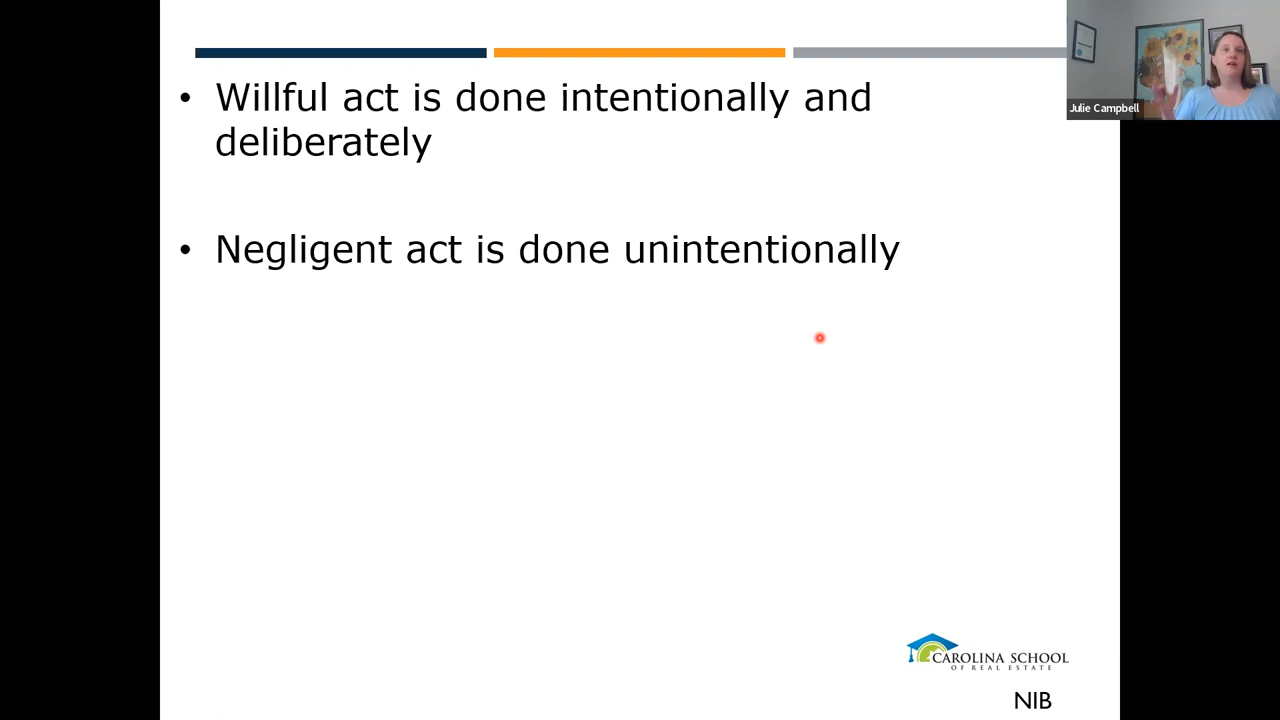 • Willful act is done intentionally and
deliberately
• Negligent act is done unintentionally
Julie Campbell
CAROLINA SCHOOL
OF REAL ESTATE
NIB